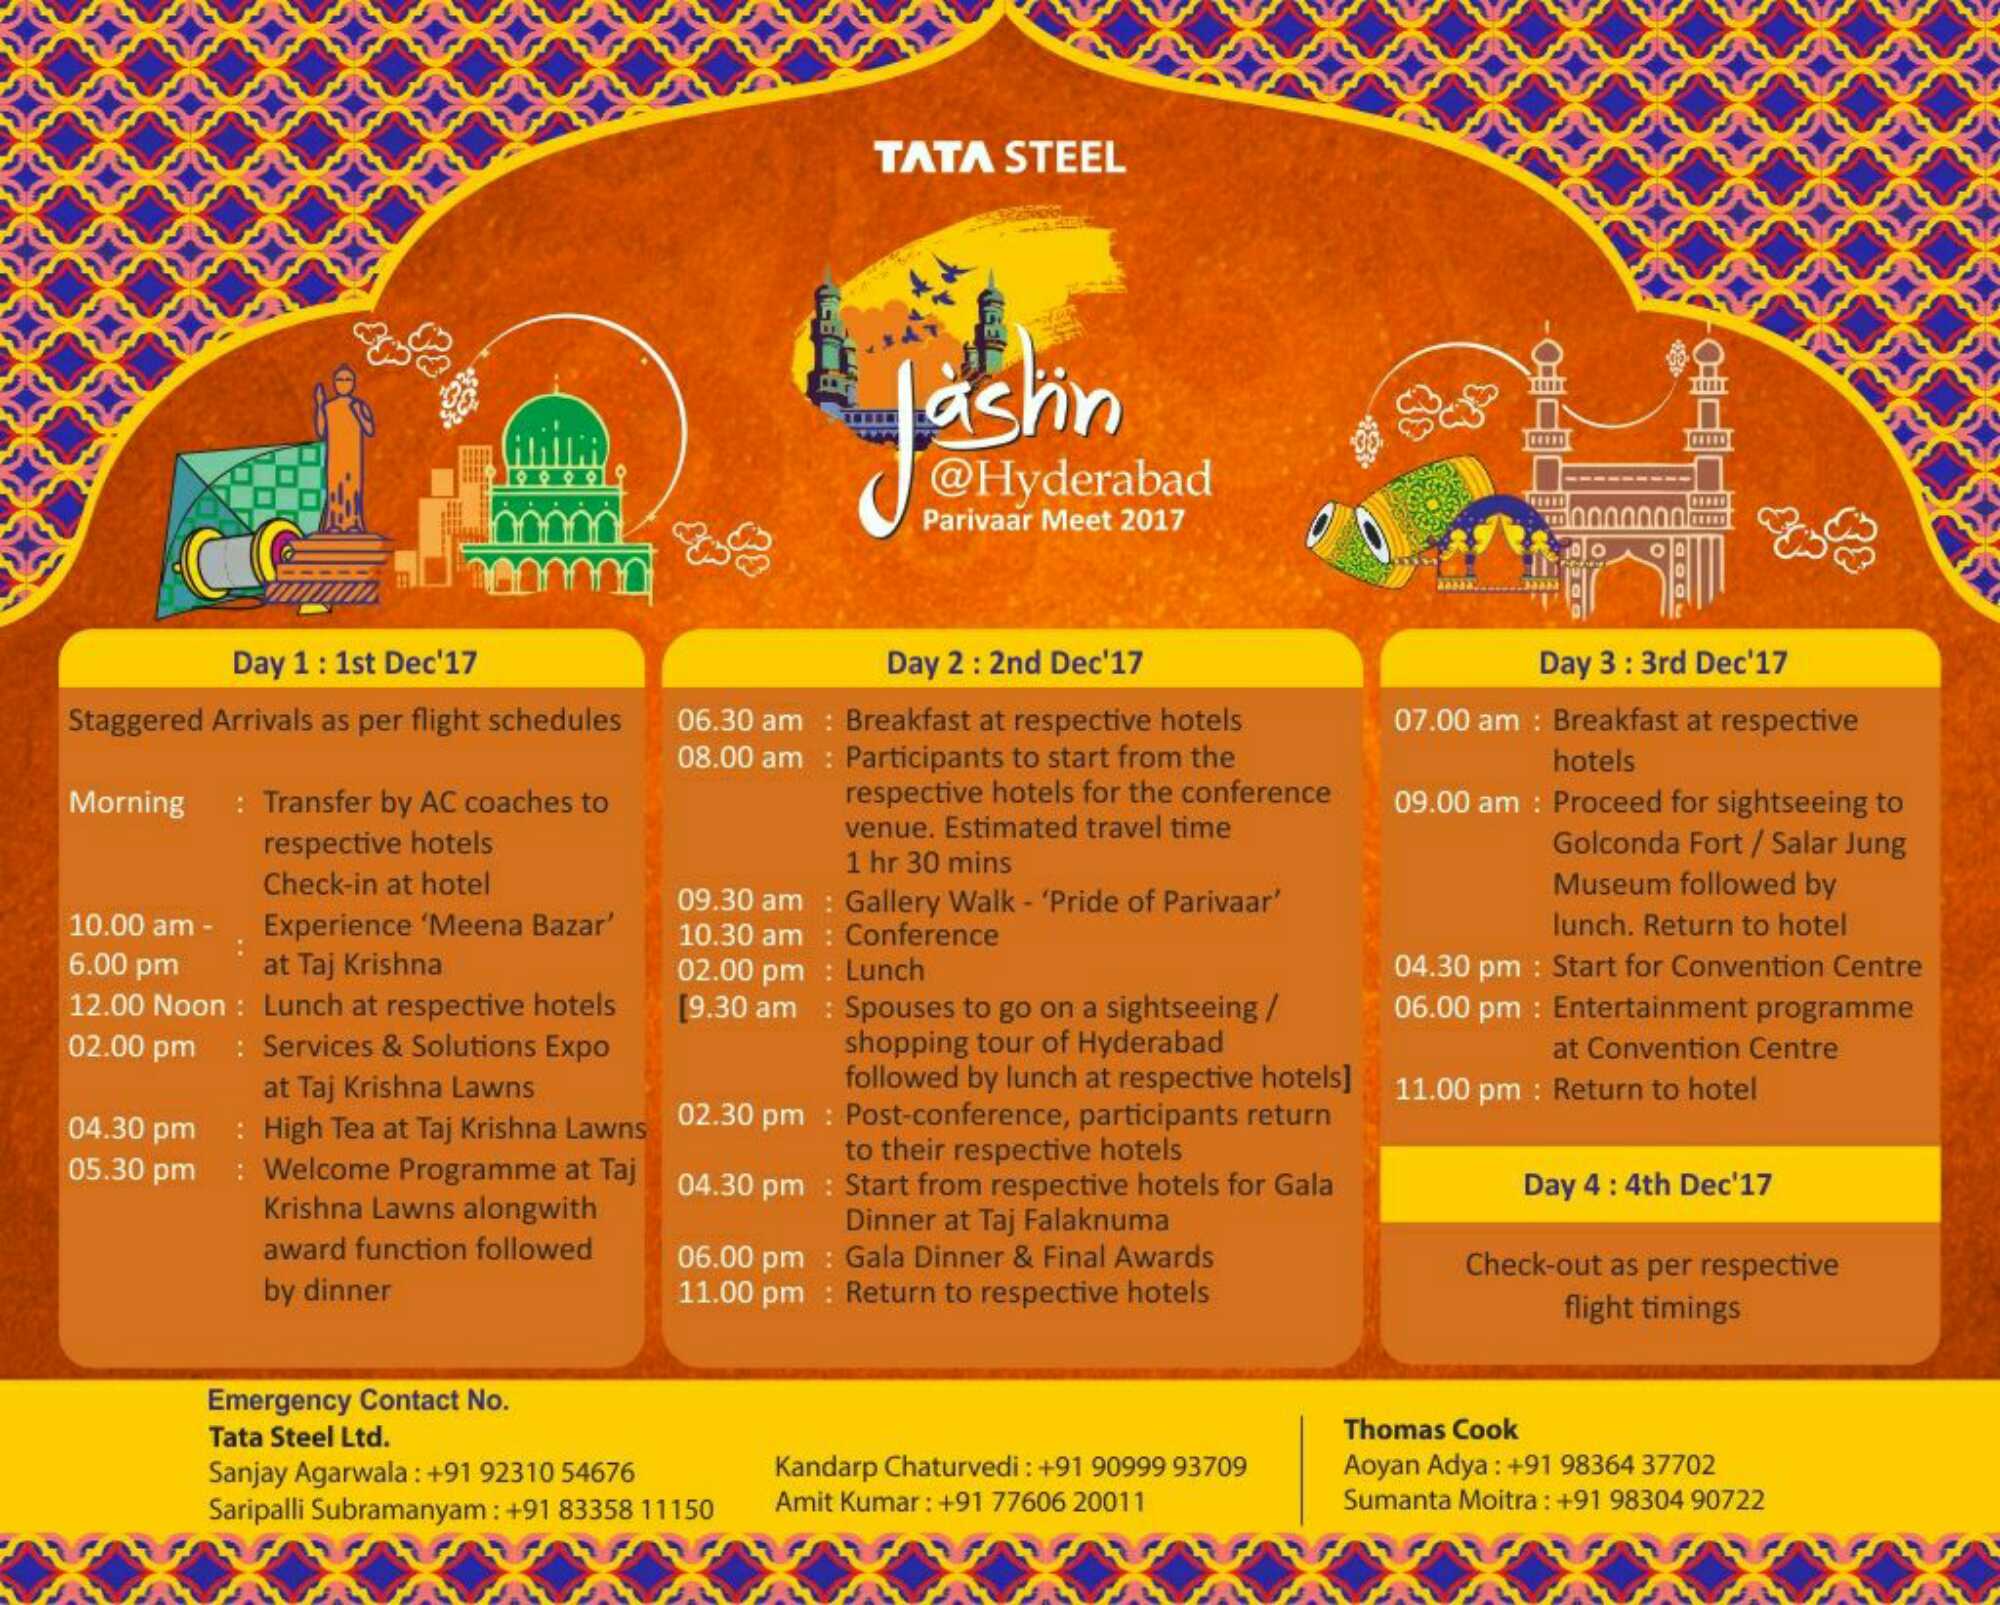 TATA STEEL
Jashn
@Hyderabad
Parivaar Meet 2017
Day 1 : 1st Dec'17
Staggered Arrivals as per flight schedules
Morning : Transfer by AC coaches to
respective hotels
Check-in at hotel
10.00 am - Experience ‘Meena Bazar’
6.00 pm : at Taj Krishna
12.00 Noon : Lunch at respective hotels
02.00 pm : Services & Solutions Expo
at Taj Krishna Lawns
04.30 pm : High Tea at Taj Krishna Lawns
05.30 pm : Welcome Programme at Taj
Krishna Lawns alongwith
award function followed
by dinner
Day 2 : 2nd Dec'17
06.30 am : Breakfast at respective hotels
08.00 am : Participants to start from the
respective hotels for the conference
venue. Estimated travel time
1 hr 30 mins
09.30 am : Gallery Walk - ‘Pride of Parivaar’
10.30 am : Conference
02.00 pm : Lunch
[9.30 am : Spouses to go on a sightseeing /
shopping tour of Hyderabad
followed by lunch at respective hotels]
02.30 pm : Post-conference, participants return
to their respective hotels
04.30 pm : Start from respective hotels for Gala
Dinner at Taj Falaknuma
06.00 pm : Gala Dinner & Final Awards
11.00 pm : Return to respective hotels
Day 3 : 3rd Dec'17
07.00 am : Breakfast at respective
hotels
09.00 am : Proceed for sightseeing to
Golconda Fort / Salar Jung
Museum followed by
lunch. Return to hotel
04.30 pm : Start for Convention Centre
06.00 pm : Entertainment programme
at Convention Centre
11.00 pm : Return to hotel
Day 4 : 4th Dec'17
Check-out as per respective
flight timings
Emergency Contact No.
Tata Steel Ltd.
Sanjay Agarwala : +91 92310 54676
Saripalli Subramanyam : +91 83358 11150
Kandarp Chaturvedi : +91 90999 93709
Amit Kumar : +91 77606 20011
Thomas Cook
Aoyan Adya : +91 98364 37702
Sumanta Moitra : +91 98304 90722